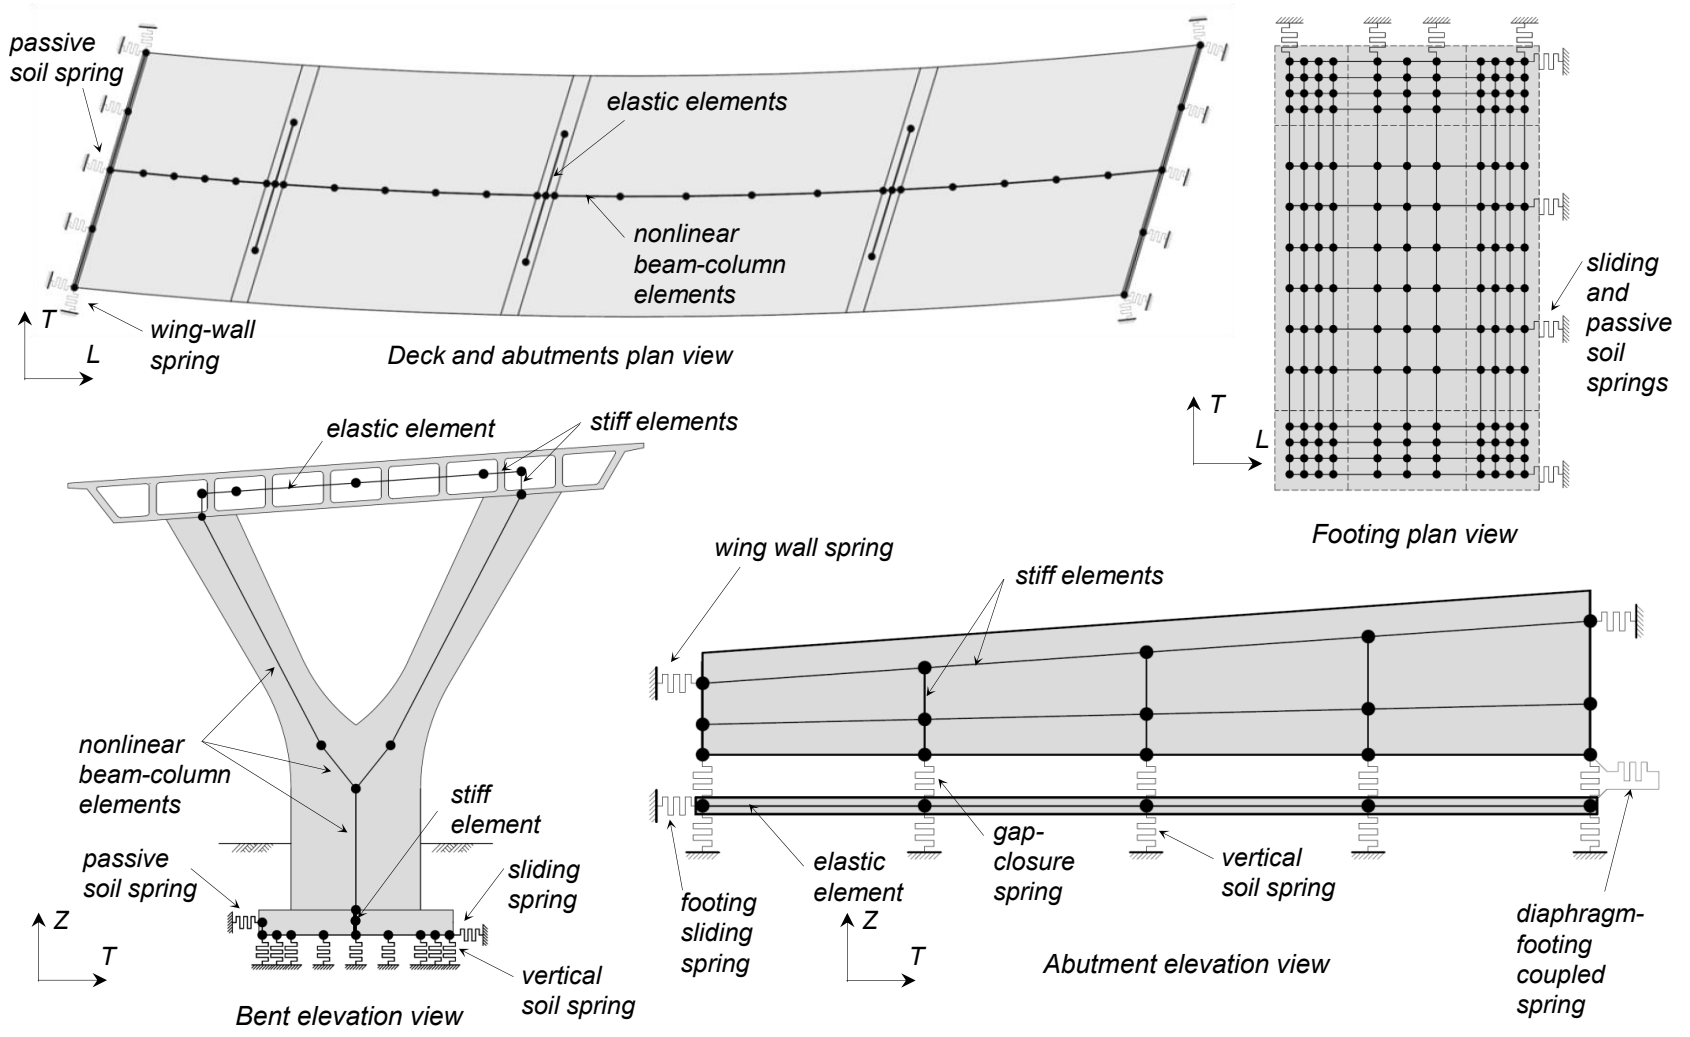 passive
soil spring
elastic elements
nonlinear
beam-column
elements
wing-wall
spring
T
L
Deck and abutments plan view
sliding
and
passive
soil
springs
T
L
Footing plan view
elastic element
stiff elements
nonlinear
beam-column
elements
stiff
element
passive
soil spring
sliding
spring
vertical
soil spring
Z
T
Bent elevation view
wing wall spring
stiff elements
gap-
closure
spring
elastic
element
vertical
soil spring
footing
sliding
spring
diaphragm-
footing
coupled
spring
Z
T
Abutment elevation view